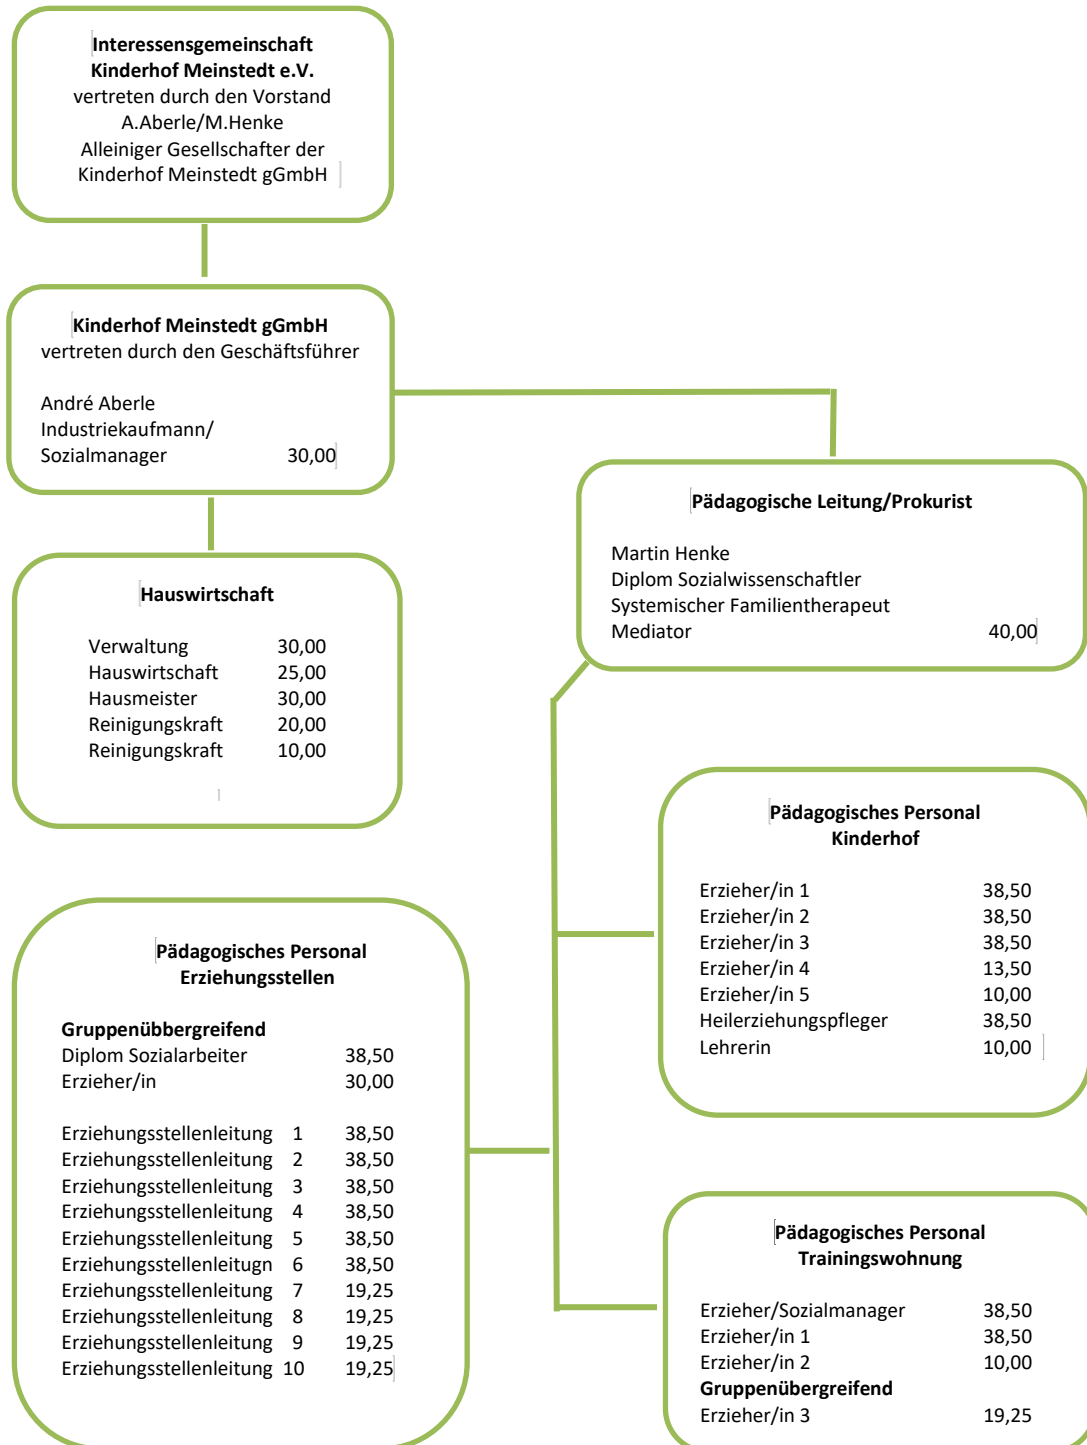 Interessensgemeinschaft
Kinderhof Meinstedt e.V.
vertreten durch den Vorstand
A.Aberle/M.Henke
Alleiniger Gesellschafter der
Kinderhof Meinstedt gGmbH
Kinderhof Meinstedt gGmbH
vertreten durch den Geschäftsführer
André Aberle
Industriekaufmann/
Sozialmanager 30,00
Pädagogische Leitung/Prokurist
Martin Henke
Diplom Sozialwissenschaftler
Systemischer Familientherapeut
Mediator 40,00
Hauswirtschaft
Verwaltung 30,00
Hauswirtschaft 25,00
Hausmeister 30,00
Reinigungskraft 20,00
Reinigungskraft 10,00
Pädagogisches Personal
Kinderhof
Erzieher/in 1 38,50
Erzieher/in 2 38,50
Erzieher/in 3 38,50
Erzieher/in 4 13,50
Erzieher/in 5 10,00
Heilerziehungspfleger 38,50
Lehrerin 10,00
Pädagogisches Personal
Erziehungsstellen
Gruppenübbergreifend
Diplom Sozialarbeiter 38,50
Erzieher/in 30,00
Erziehungsstellenleitung 1 38,50
Erziehungsstellenleitung 2 38,50
Erziehungsstellenleitung 3 38,50
Erziehungsstellenleitung 4 38,50
Erziehungsstellenleitung 5 38,50
Erziehungsstellenleitugn 6 38,50
Erziehungsstellenleitung 7 19,25
Erziehungsstellenleitung 8 19,25
Erziehungsstellenleitung 9 19,25
Erziehungsstellenleitung 10 19,25
Pädagogisches Personal
Trainingswohnung
Erzieher/Sozialmanager 38,50
Erzieher/in 1 38,50
Erzieher/in 2 10,00
Gruppenübergreifend
Erzieher/in 3 19,25